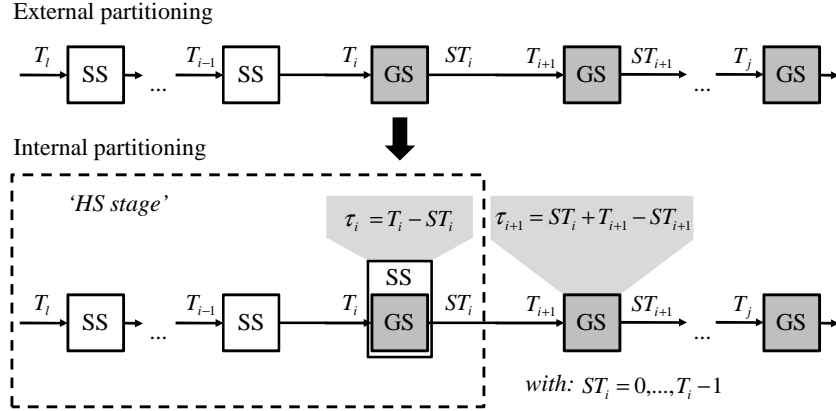 External partitioning
T_l SS ... T_{i−1} SS T_i GS ST_i T_{i+1} GS ST_{i+1} ... T_j GS
Internal partitioning
‘HS stage’
τ_i = T_i − ST_i
τ_{i+1} = ST_i + T_{i+1} − ST_{i+1}
SS
T_l SS ... T_{i−1} SS T_i GS ST_i T_{i+1} GS ST_{i+1} ... T_j GS
with: ST_i = 0,...,T_i −1